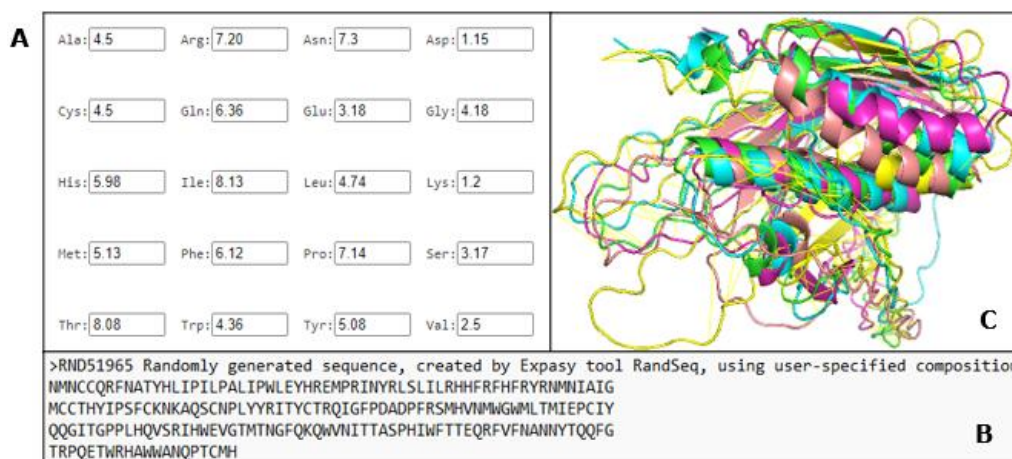 A
Ala: 4.5 Arg: 7.20 Asn: 7.3 Asp: 1.15
Cys: 4.5 Gln: 6.36 Glu: 3.18 Gly: 4.18
His: 5.98 Ile: 8.13 Leu: 4.74 Lys: 1.2
Met: 5.13 Phe: 6.12 Pro: 7.14 Ser: 3.17
Thr: 8.08 Trp: 4.36 Tyr: 5.08 Val: 2.5
C
>RND51965 Randomly generated sequence, created by Expasy tool RandSeq, using user-specified composition
NMNCCQRFNATYHLIPILPALIPWLEYHREMPRINYRLSLILRHHFRFHFRYRNMNIAIG
MCCTHYIPSFCKNKAQSCNPLYYRITYCTRQIGFPDADPFRSMHVNMWGWMLTMIEPCIY
QQGITGPPLHQVSRIHWEVGTMTNGFQKQWVNITTASPHIWFTTEQRFVFNANNYTQQFG
TRPQETWRHAWWANQPTCMH
B